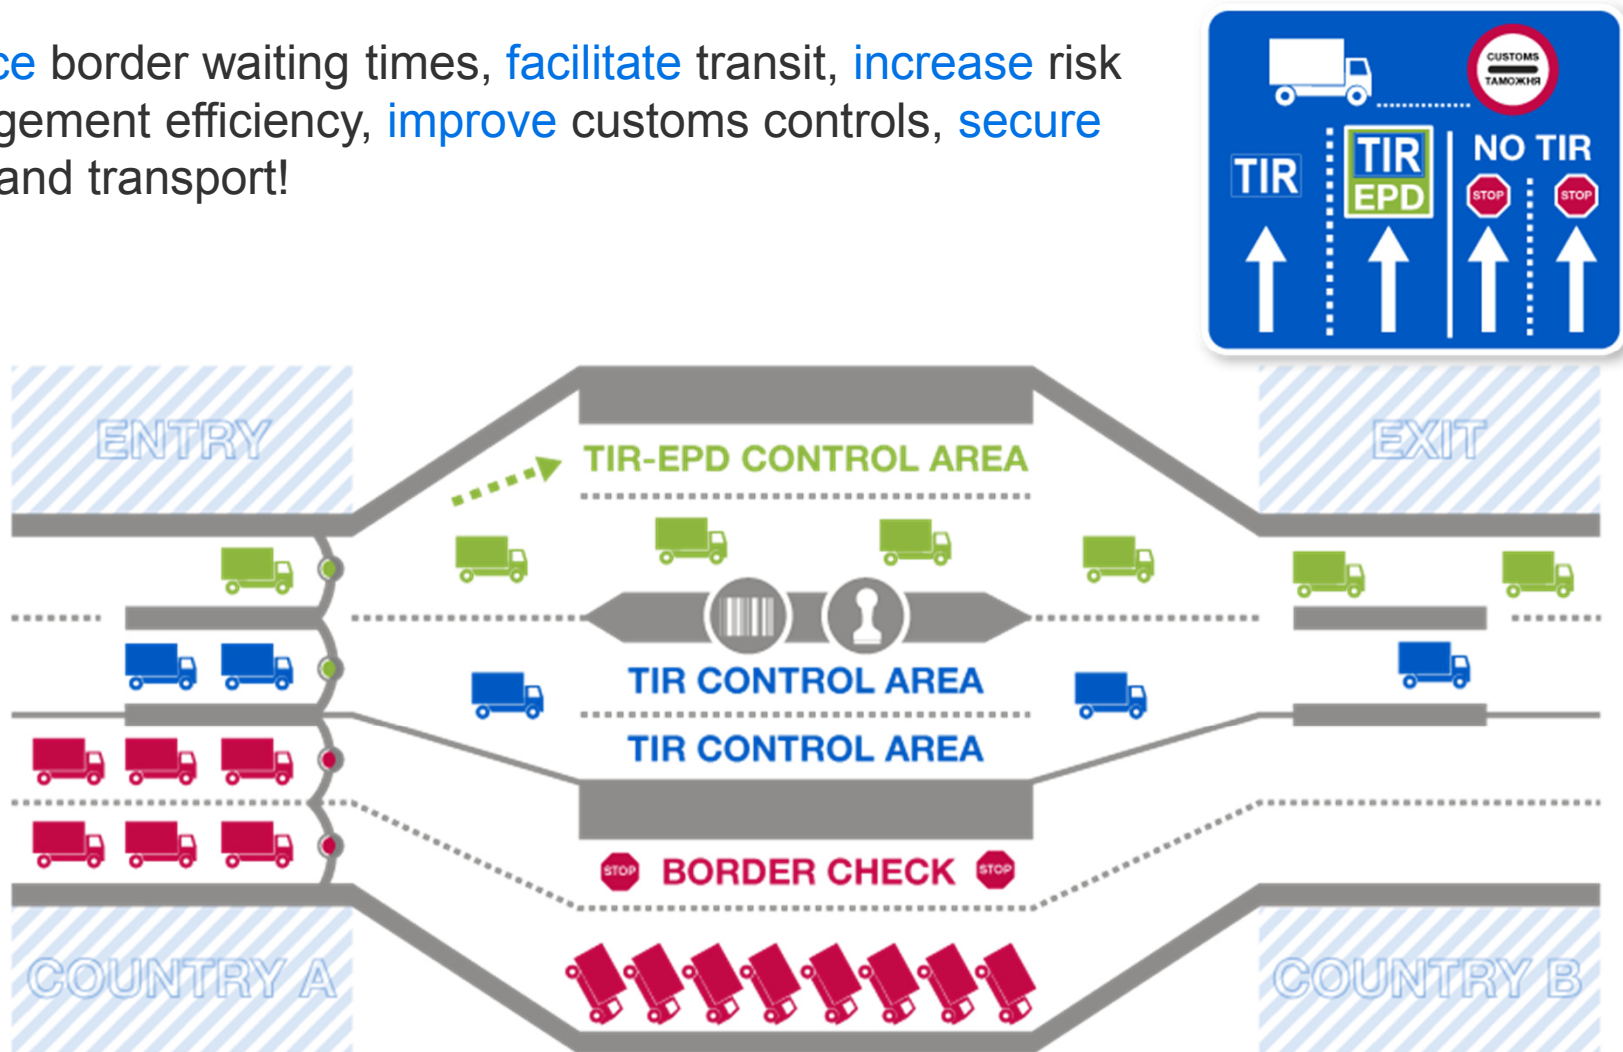 ce border waiting times, facilitate transit, increase risk
gement efficiency, improve customs controls, secure
and transport!
CUSTOMS
ТАМОЖНЯ
TIR
TIR
EPD
NO TIR
STOP
STOP
ENTRY
EXIT
TIR-EPD CONTROL AREA
TIR CONTROL AREA
TIR CONTROL AREA
STOP BORDER CHECK STOP
COUNTRY A
COUNTRY B